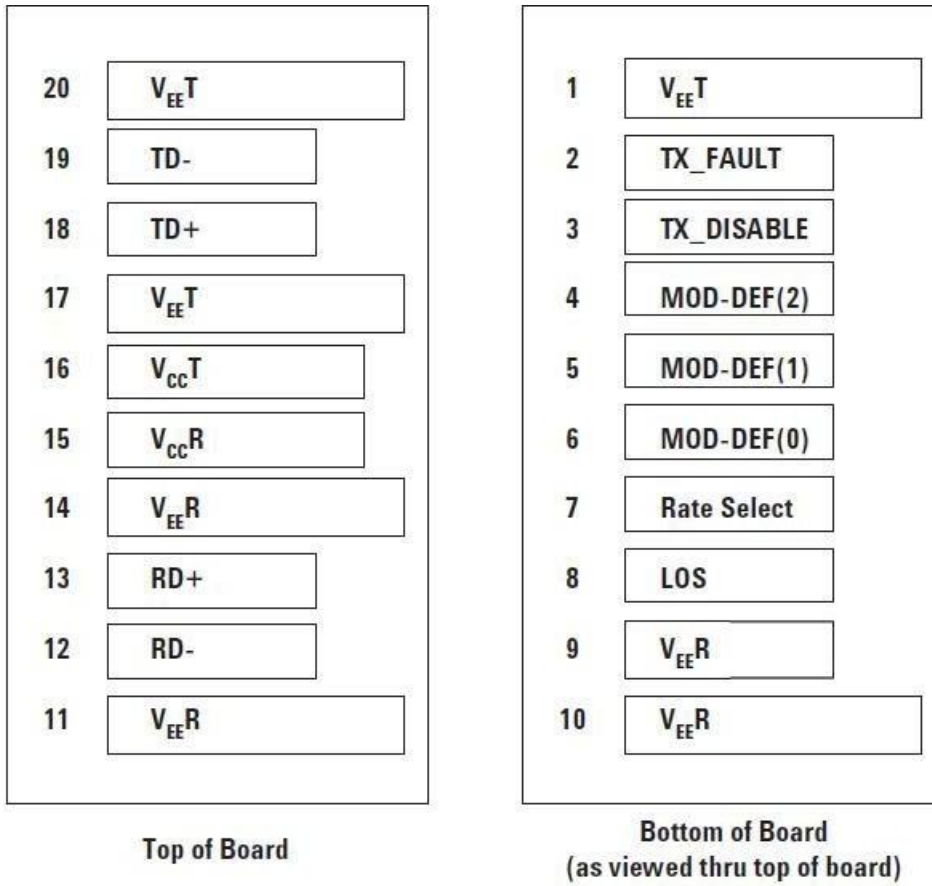 20 VEET
19 TD-
18 TD+
17 VEET
16 VCCT
15 VCCR
14 VEER
13 RD+
12 RD-
11 VEER
Top of Board
1 VEET
2 TX_FAULT
3 TX_DISABLE
4 MOD-DEF(2)
5 MOD-DEF(1)
6 MOD-DEF(0)
7 Rate Select
8 LOS
9 VEER
10 VEER
Bottom of Board
(as viewed thru top of board)